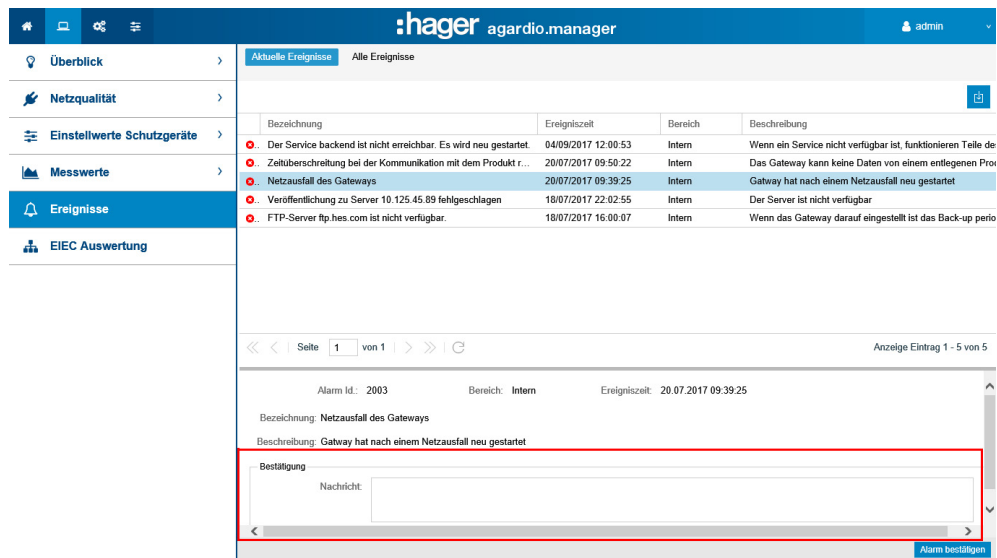 :hager agardio.manager
admin
Überblick
Netzqualität
Einstellwerte Schutzgeräte
Messwerte
Ereignisse
EIEC Auswertung
Aktuelle Ereignisse Alle Ereignisse
Bezeichnung Ereigniszeit Bereich Beschreibung
Der Service backend ist nicht erreichbar. Es wird neu gestartet. 04/09/2017 12:00:53 Intern Wenn ein Service nicht verfügbar ist, funktionieren Teile des
Zeitüberschreitung bei der Kommunikation mit dem Produkt r... 20/07/2017 09:50:22 Intern Das Gateway kann keine Daten von einem entlegenen Prod
Netzausfall des Gateways 20/07/2017 09:39:25 Intern Gatway hat nach einem Netzausfall neu gestartet
Veröffentlichung zu Server 10.125.45.89 fehlgeschlagen 18/07/2017 22:02:55 Intern Der Server ist nicht verfügbar
FTP-Server ftp.hes.com ist nicht verfügbar. 18/07/2017 16:00:07 Intern Wenn das Gateway darauf eingestellt ist das Back-up perio
Seite 1 von 1 Anzeige Eintrag 1 - 5 von 5
Alarm Id.: 2003 Bereich: Intern Ereigniszeit: 20.07.2017 09:39:25
Bezeichnung: Netzausfall des Gateways
Beschreibung: Gatway hat nach einem Netzausfall neu gestartet
Bestätigung
Nachricht:
Alarm bestätigen